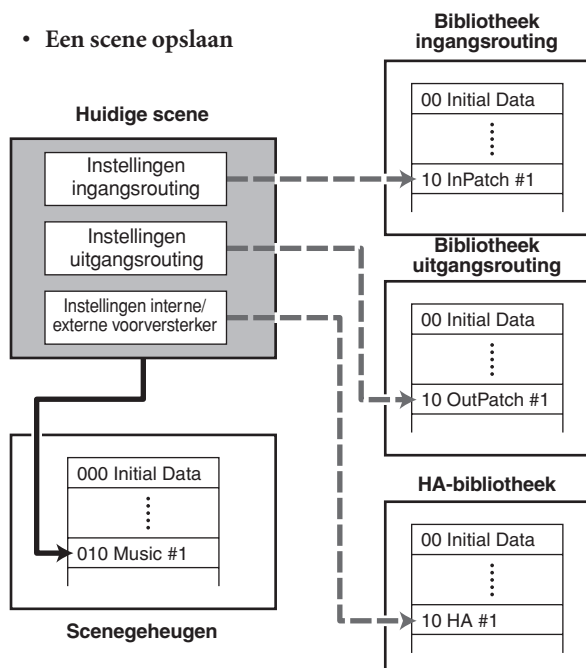 • Een scene opslaan
Huidige scene
Instellingen
ingangsrouting
Instellingen
uitgangsrouting
Instellingen interne/
externe voorversterker
000 Initial Data
010 Music #1
Scenegeheugen
Bibliotheek
ingangsrouting
00 Initial Data
10 InPatch #1
Bibliotheek
uitgangsrouting
00 Initial Data
10 OutPatch #1
HA-bibliotheek
00 Initial Data
10 HA #1